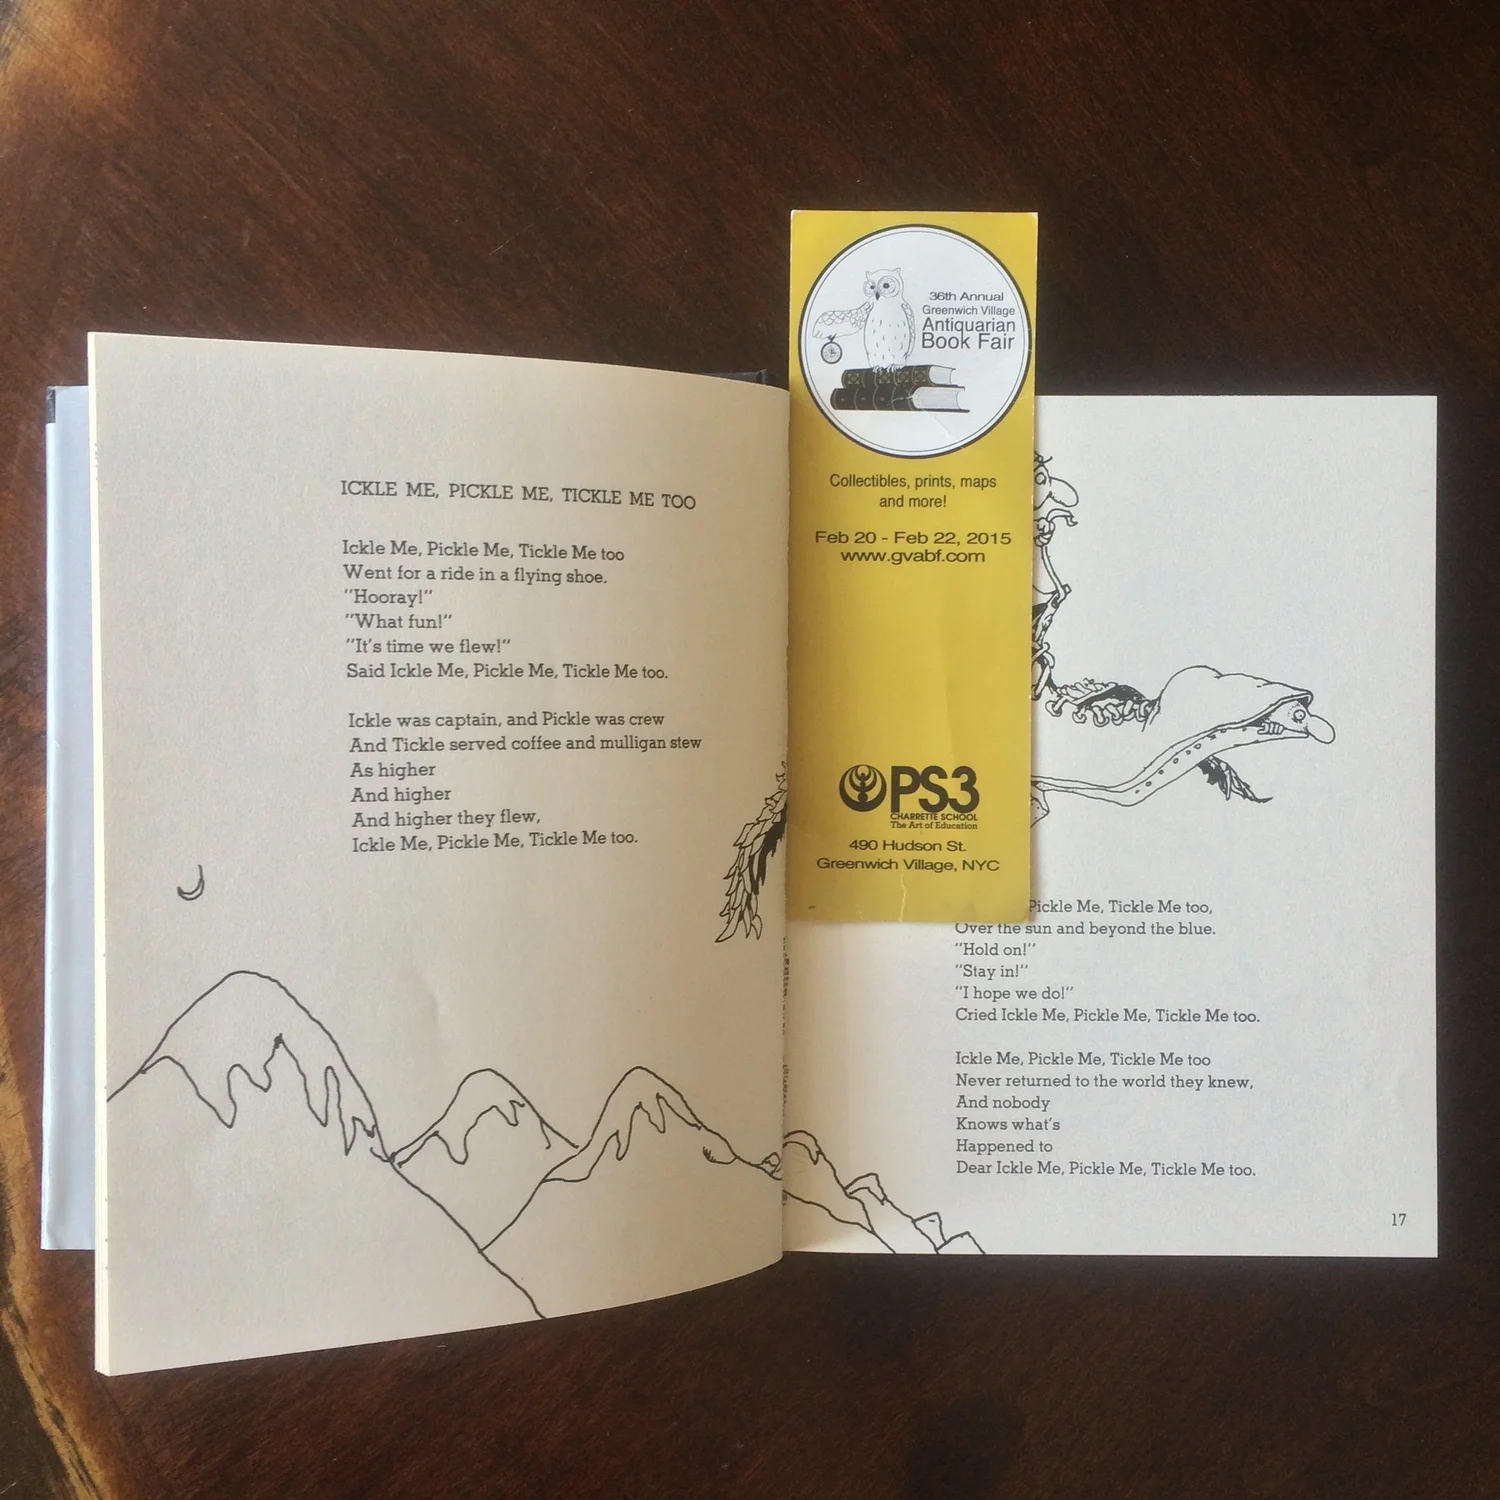 ICKLE ME, PICKLE ME, TICKLE ME TOO
Ickle Me, Pickle Me, Tickle Me too
Went for a ride in a flying shoe.
"Hooray!"
"What fun!"
"It's time we flew!"
Said Ickle Me, Pickle Me, Tickle Me too.
Ickle was captain, and Pickle was crew
And Tickle served coffee and mulligan stew
As higher
And higher
And higher they flew,
Ickle Me, Pickle Me, Tickle Me too.
36th Annual
Greenwich Village
Antiquarian
Book Fair
Collectibles, prints, maps
and more!
Feb 20 - Feb 22, 2015
www.gvabf.com
PS3
CHARRETTE SCHOOL
The Art of Education
490 Hudson St.
Greenwich Village, NYC
Pickle Me, Tickle Me too,
Over the sun and beyond the blue.
"Hold on!"
"Stay in!"
"I hope we do!"
Cried Ickle Me, Pickle Me, Tickle Me too.
Ickle Me, Pickle Me, Tickle Me too
Never returned to the world they knew,
And nobody
Knows what's
Happened to
Dear Ickle Me, Pickle Me, Tickle Me too.
17